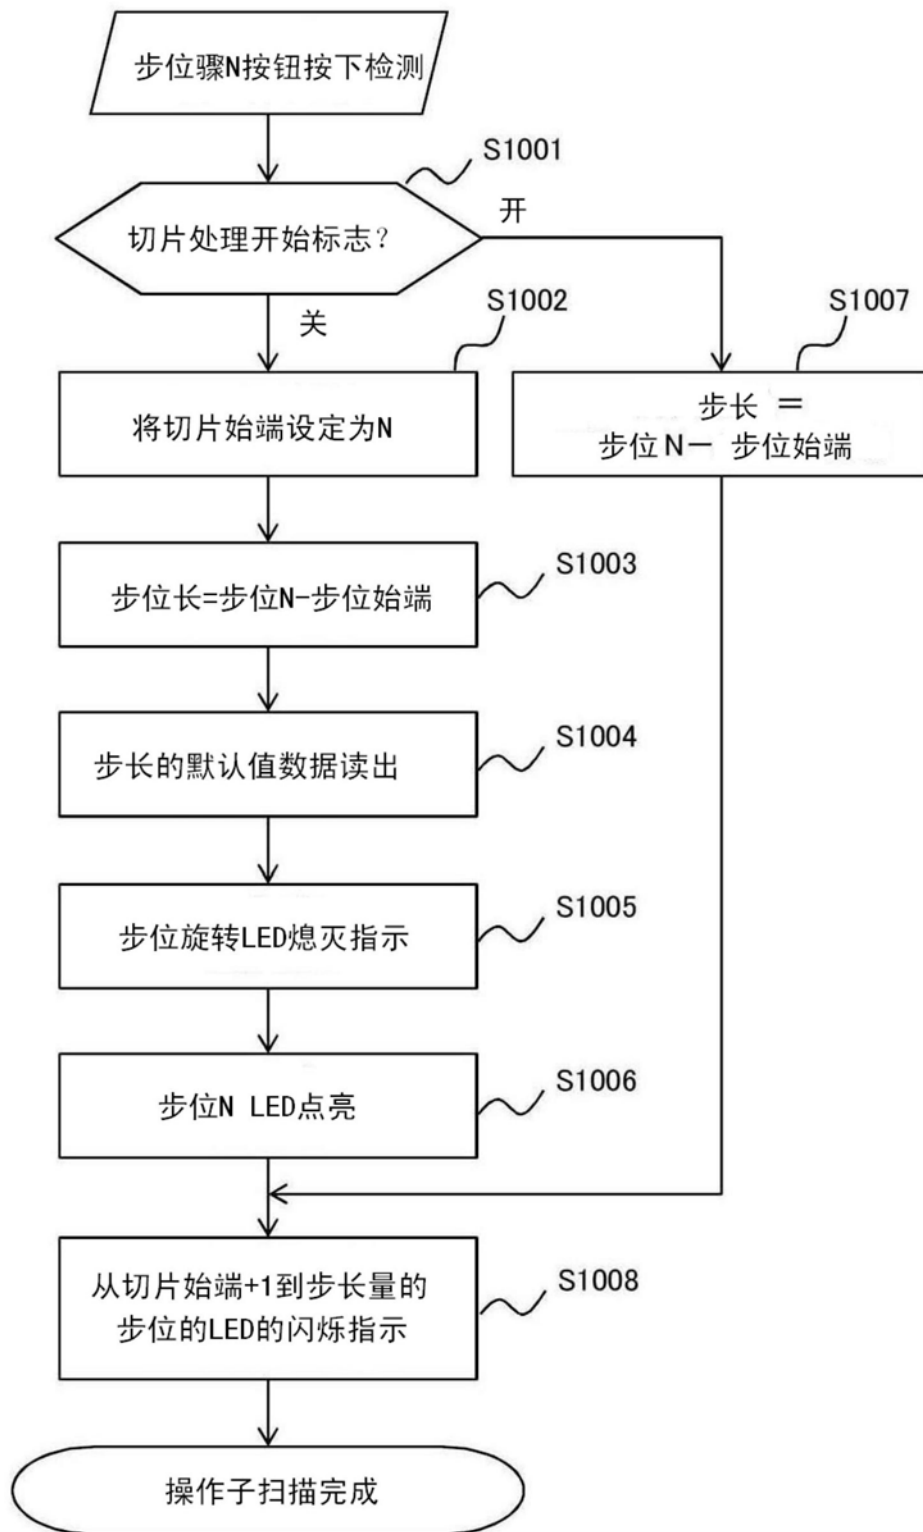 步位骤N按钮按下检测
S1001
切片处理开始标志?
开
关
S1002
将切片始端设定为N
S1007
步长 =
步位N- 步位始端
S1003
步位长=步位N-步位始端
S1004
步长的默认值数据读出
S1005
步位旋转LED熄灭指示
S1006
步位N LED点亮
S1008
从切片始端+1到步长量的
步位的LED的闪烁指示
操作子扫描完成